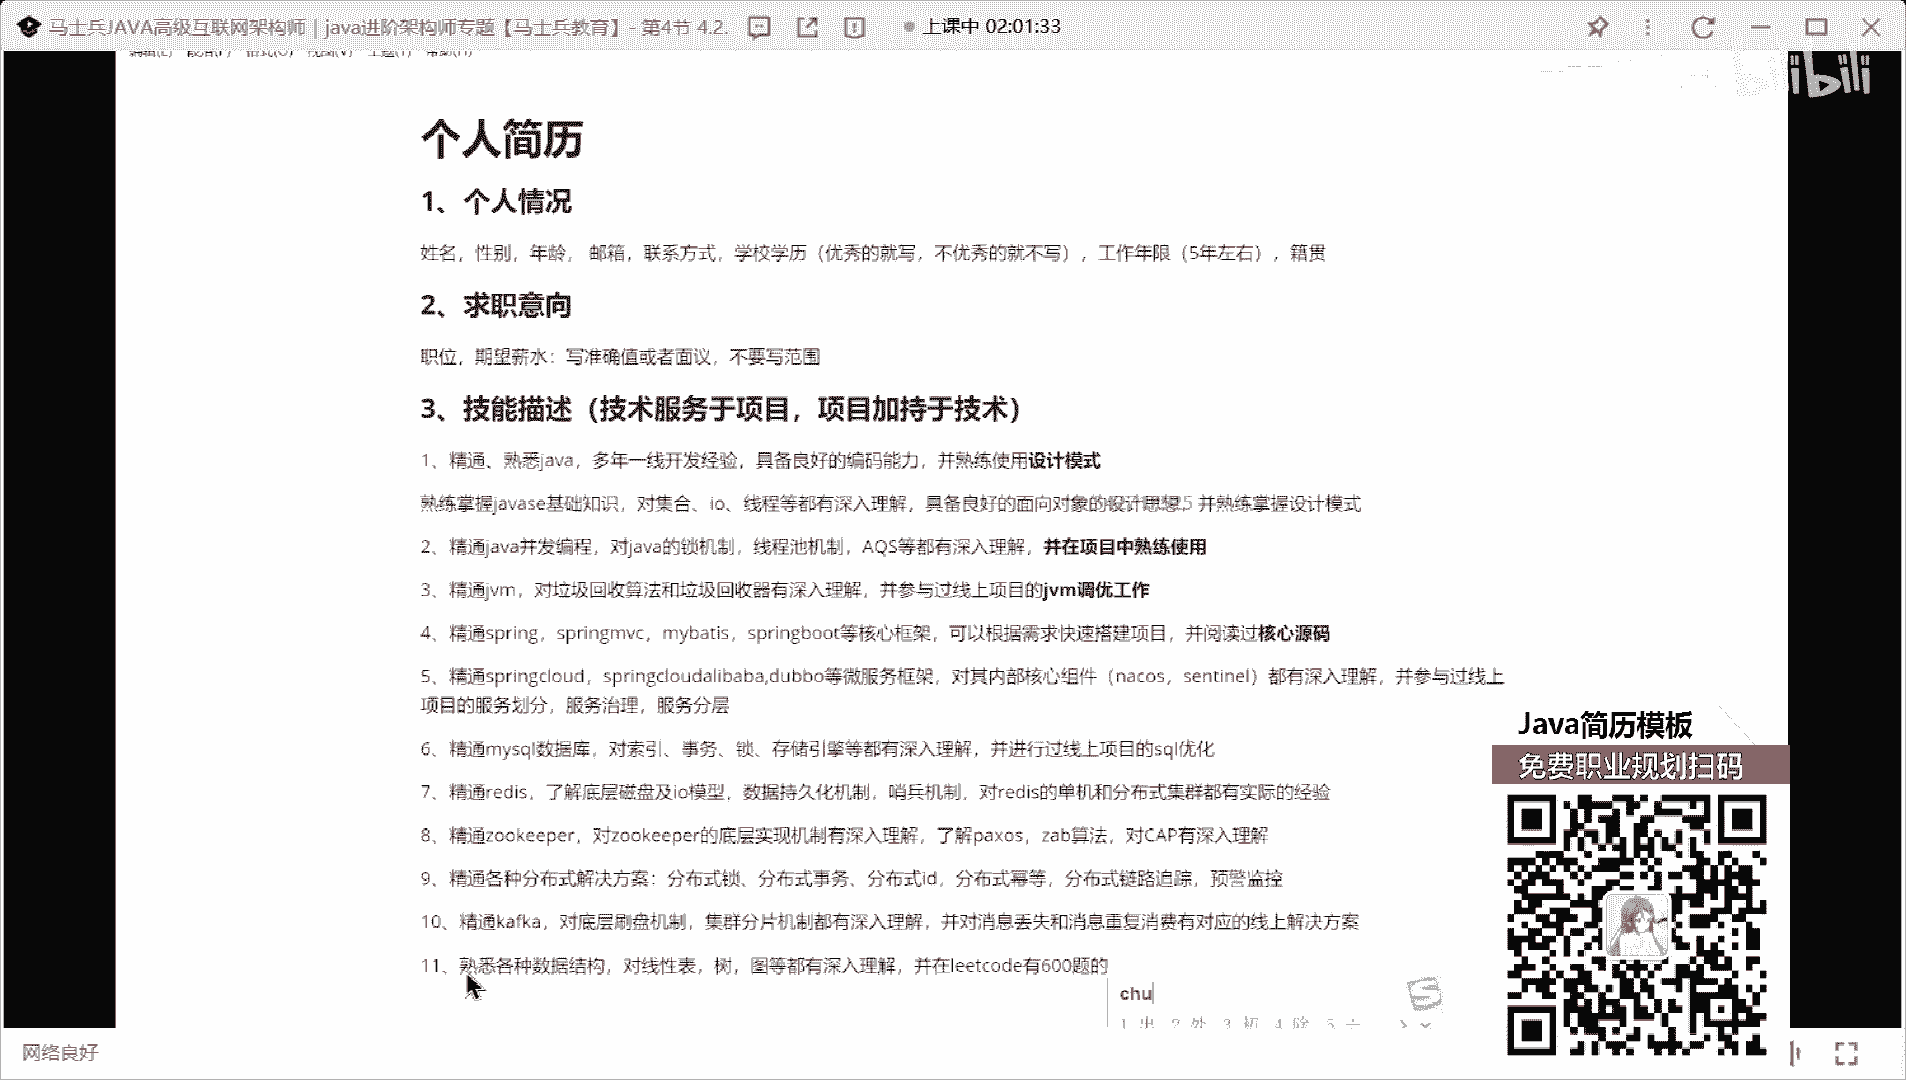 马士兵JAVA高级互联网架构师｜java进阶架构师专题【马士兵教育】- 第4节 4.2.
上课中 02:01:33
bilibili
个人简历
1、个人情况
姓名，性别，年龄， 邮箱，联系方式，学校学历（优秀的就写，不优秀的就不写），工作年限（5年左右），籍贯
2、求职意向
职位，期望薪水：写准确值或者面议，不要写范围
3、技能描述（技术服务于项目，项目加持于技术）
1、精通、熟悉java，多年一线开发经验，具备良好的编码能力，并熟练使用设计模式
熟练掌握javase基础知识，对集合、io、线程等都有深入理解，具备良好的面向对象的设计思想，并熟练掌握设计模式
2、精通java并发编程，对java的锁机制，线程池机制，AQS等都有深入理解，并在项目中熟练使用
3、精通jvm，对垃圾回收算法和垃圾回收器有深入理解，并参与过线上项目的jvm调优工作
4、精通spring，springmvc，mybatis，springboot等核心框架，可以根据需求快速搭建项目，并阅读过核心源码
5、精通springcloud，springcloudalibaba,dubbo等微服务框架，对其内部核心组件（nacos，sentinel）都有深入理解，并参与过线上
项目的服务划分，服务治理，服务分层
6、精通mysql数据库，对索引、事务、锁、存储引擎等都有深入理解，并进行过线上项目的sql优化
7、精通redis，了解底层磁盘及io模型，数据持久化机制，哨兵机制，对redis的单机和分布式集群都有实际的经验
8、精通zookeeper，对zookeeper的底层实现机制有深入理解，了解paxos，zab算法，对CAP有深入理解
9、精通各种分布式解决方案：分布式锁、分布式事务、分布式id，分布式幂等，分布式链路追踪，预警监控
10、精通kafka，对底层刷盘机制，集群分片机制都有深入理解，并对消息丢失和消息重复消费有对应的线上解决方案
11、熟悉各种数据结构，对线性表，树，图等都有深入理解，并在leetcode有600题的
chu
Java简历模板
免费职业规划扫码
网络良好